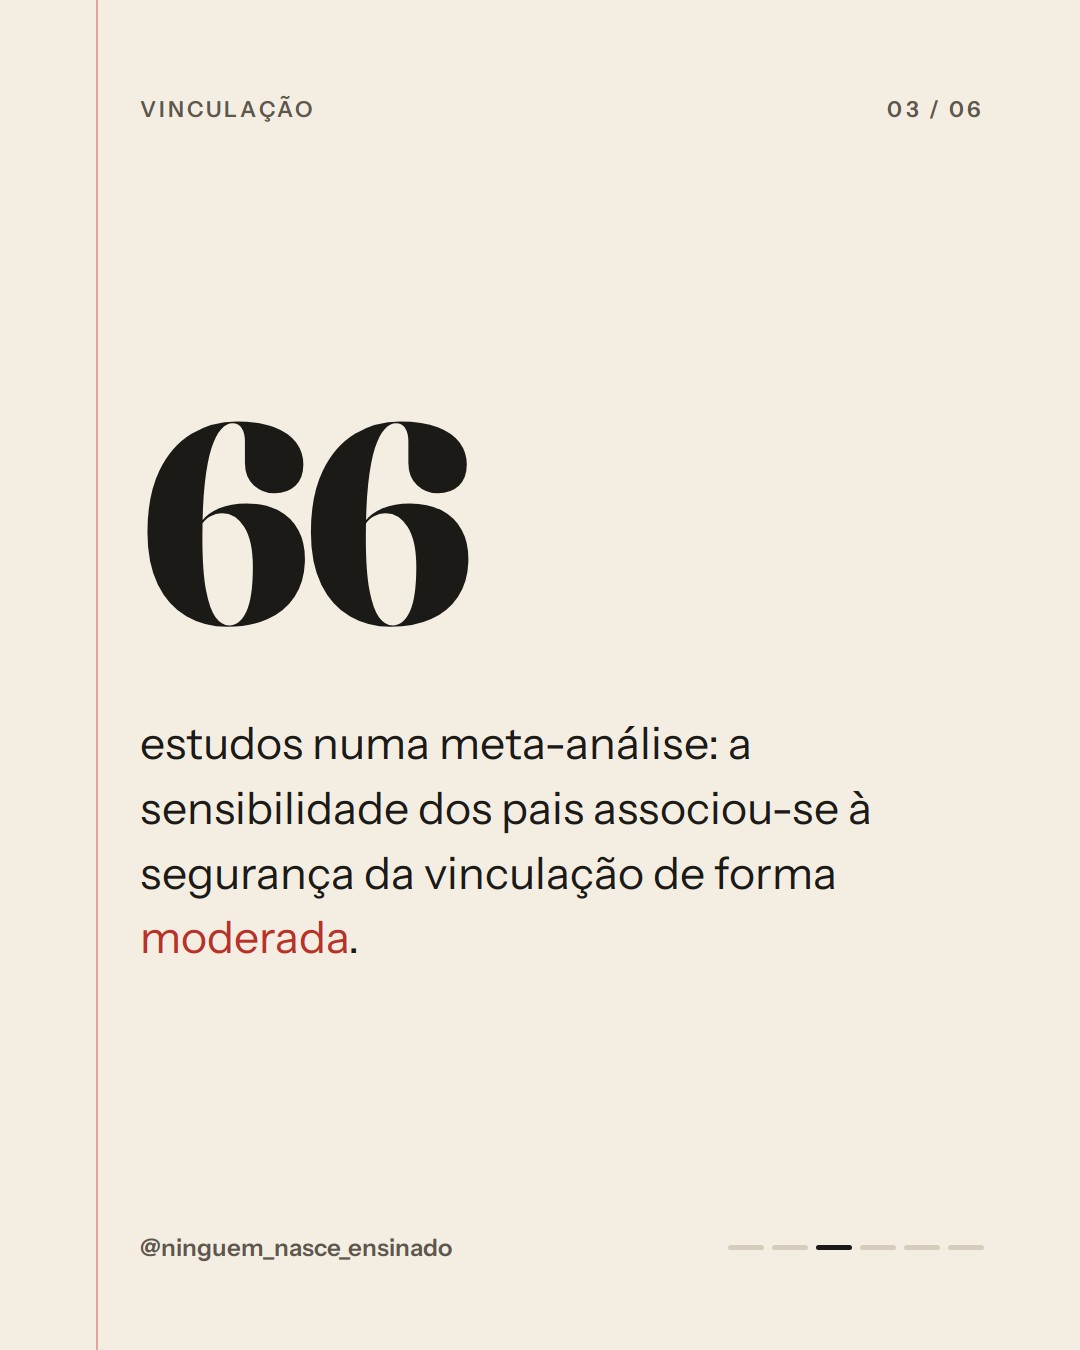 VINCULAÇÃO
03 / 06
66
estudos numa meta-análise: a
sensibilidade dos pais associou-se à
segurança da vinculação de forma
moderada.
@ninguem_nasce_ensinado